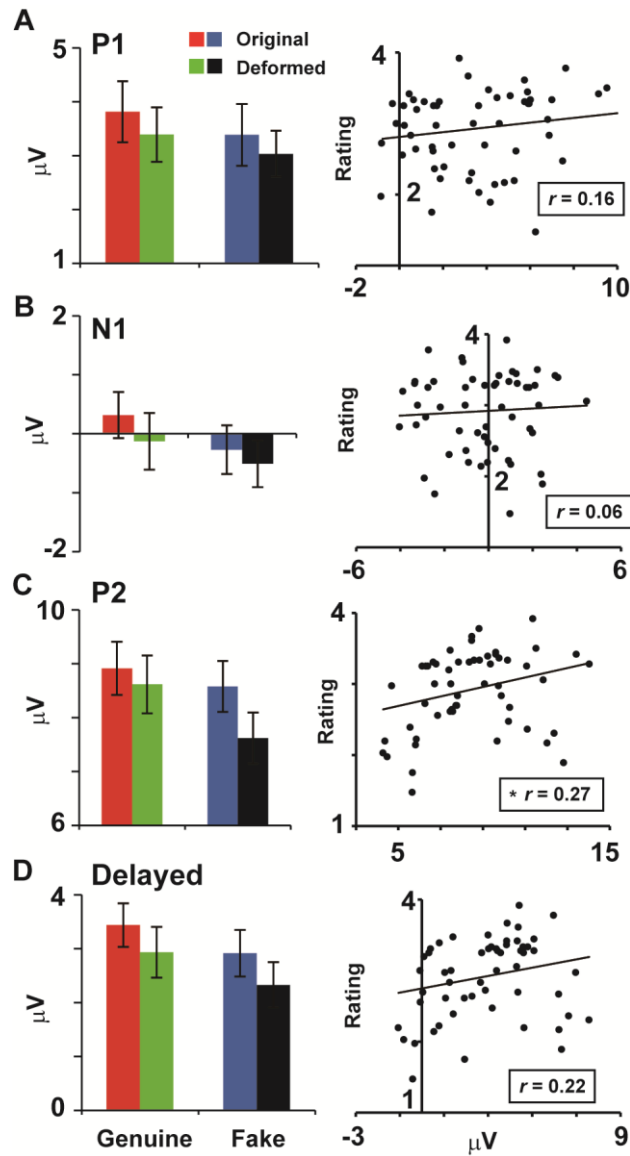 A
P1
5
μV
1
Original
Deformed
4
Rating
2
r = 0.16
-2
10
B
N1
2
μV
-2
4
Rating
2
r = 0.06
-6
6
C
P2
10
μV
6
4
Rating
1
* r = 0.27
5
15
D
Delayed
4
μV
0
Genuine
Fake
4
Rating
1
r = 0.22
-3
μV
9